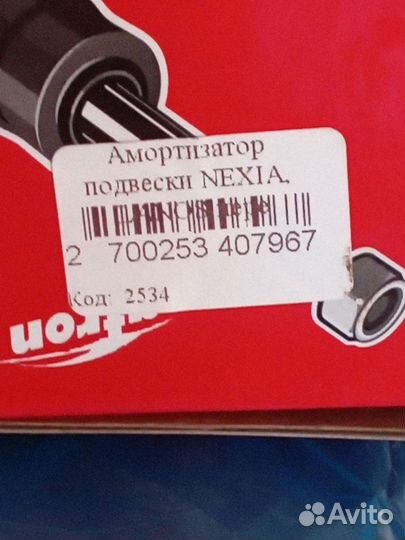 Амортизатор
подвески NEXIA,
2 700253 407967
Код: 2534
Avito